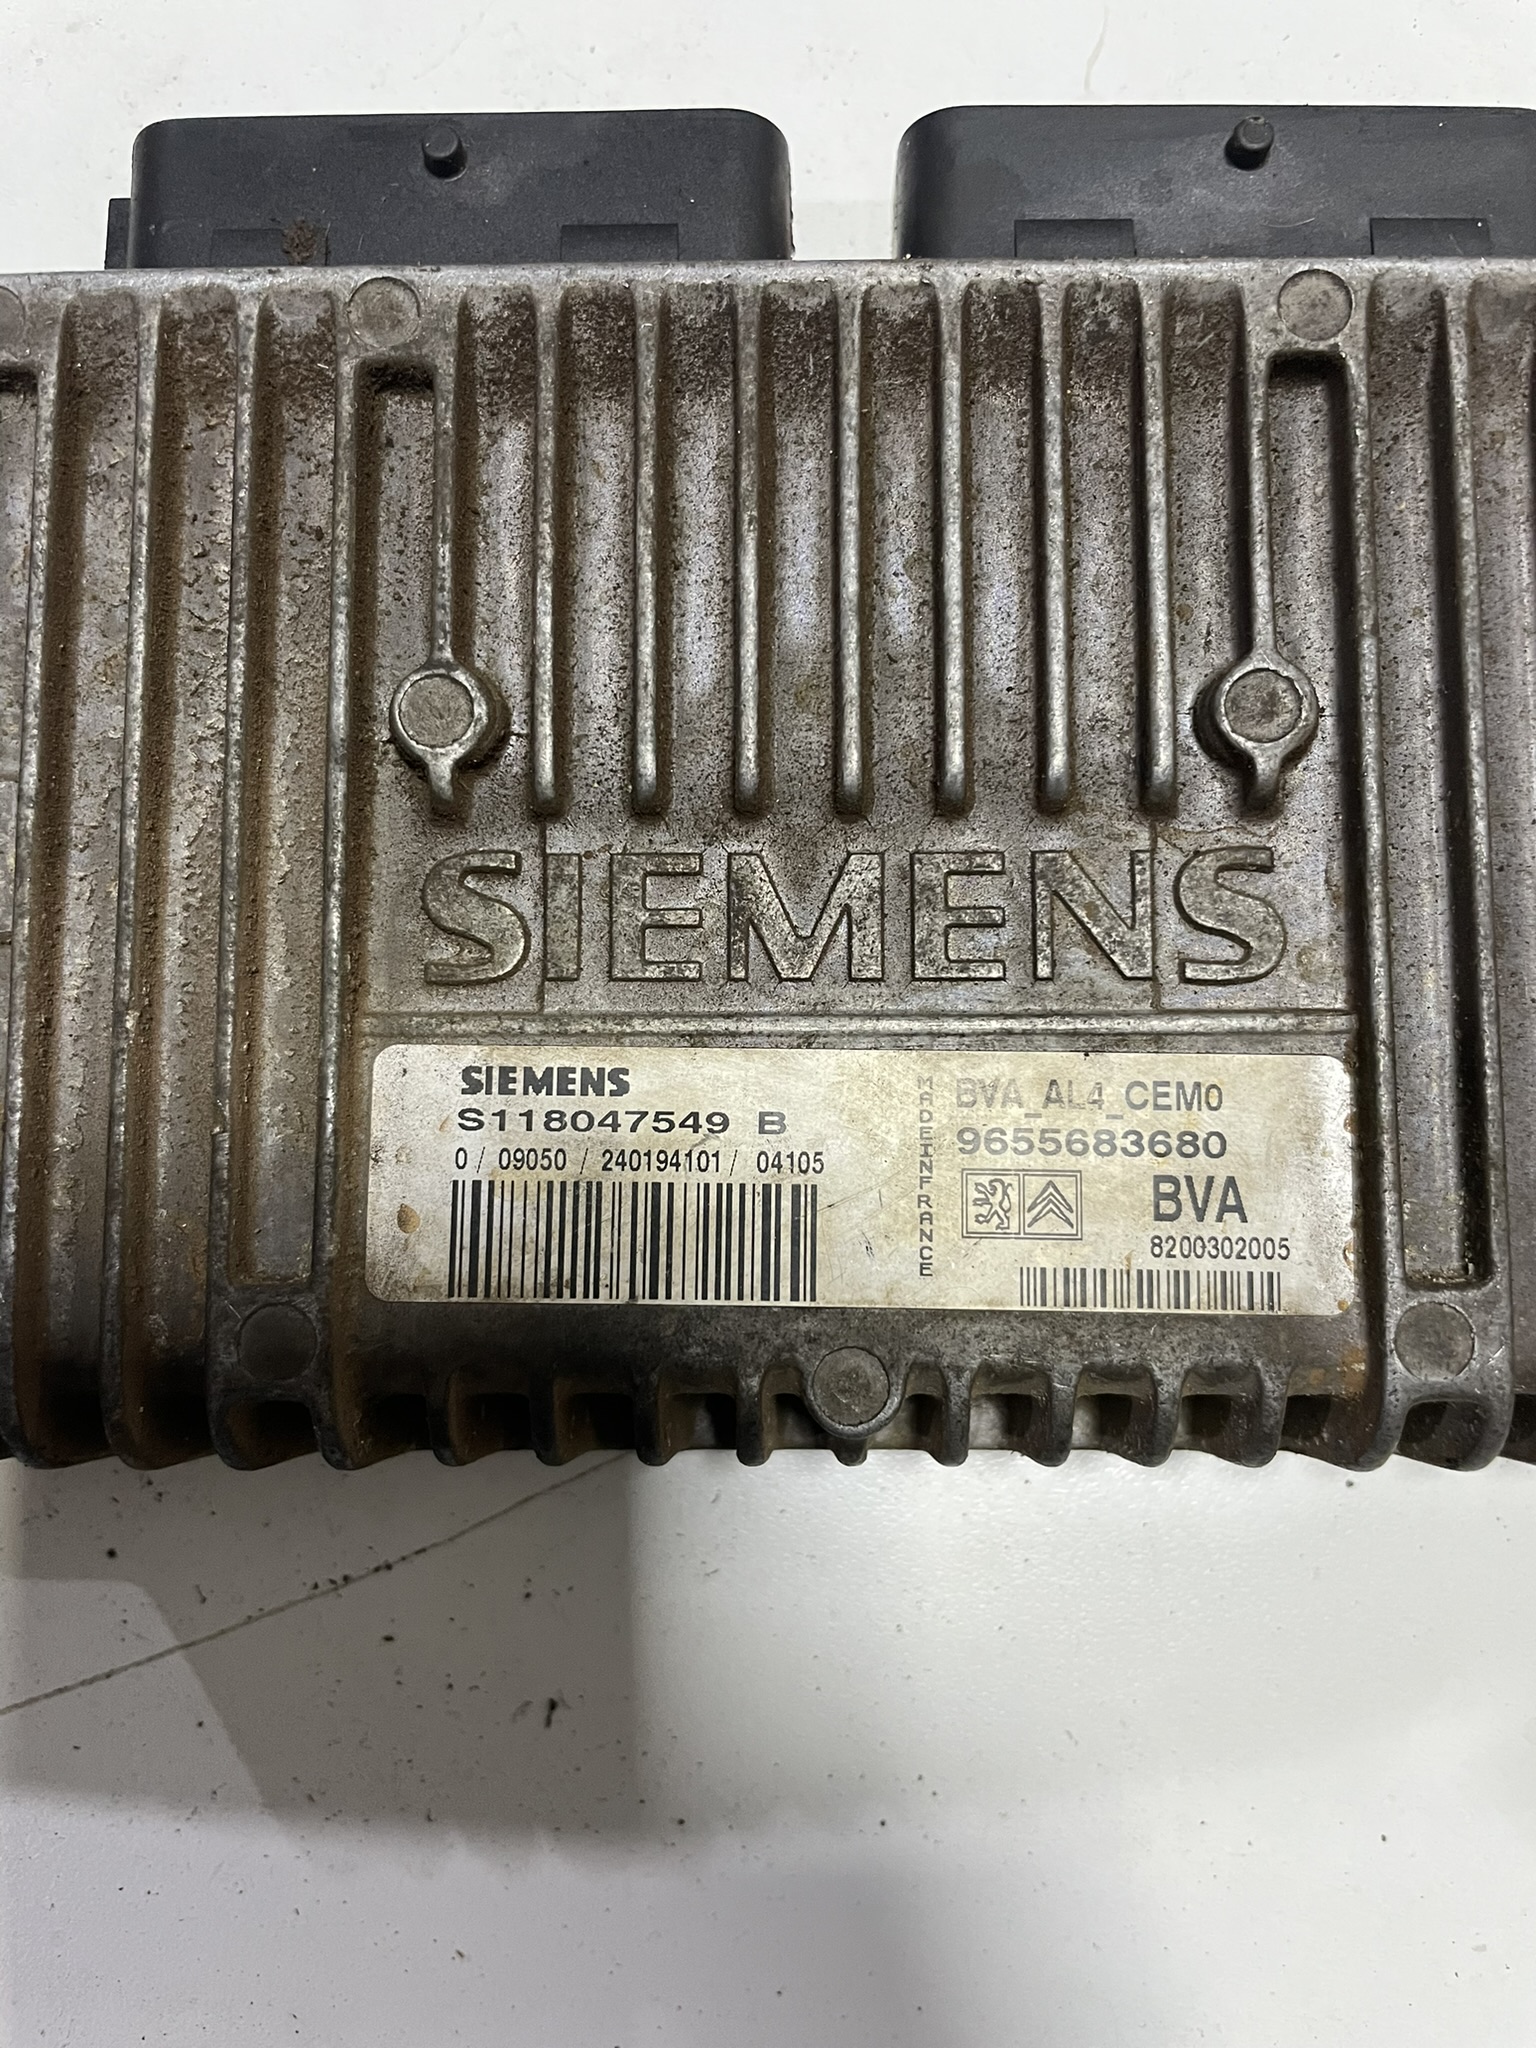 SIEMENS
SIEMENS
S118047549 B
0 / 09050 / 240194101 / 04105
MADE IN FRANCE
BVA_AL4_CEM0
9655683680
BVA
8200302005